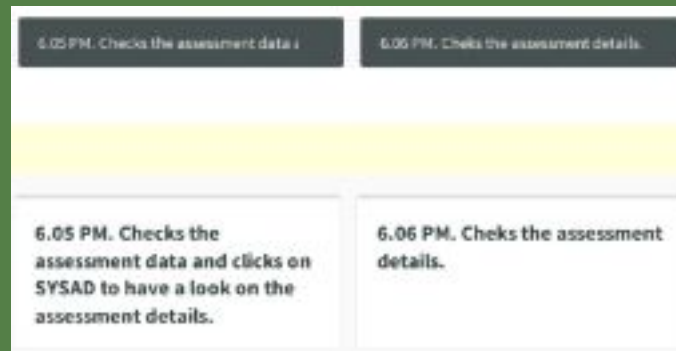 6.05 PM. Checks the assessment data
6.06 PM. Cheks the assessment details.
6.05 PM. Checks the
assessment data and clicks on
SYSAD to have a look on the
assessment details.
6.06 PM. Cheks the assessment
details.